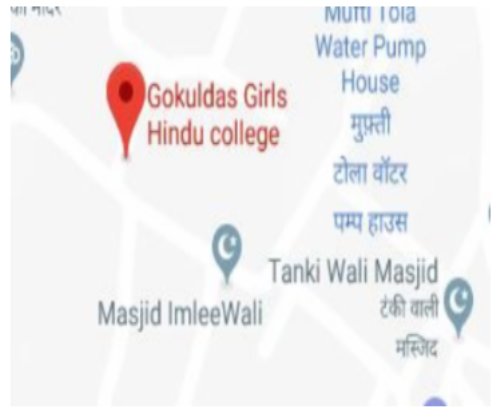 Mufti Tola
Water Pump
House
मुफ़्ती
टोला वॉटर
पम्प हाउस
Gokuldas Girls
Hindu college
Tanki Wali Masjid
टंकी वाली
मस्जिद
Masjid ImleeWali